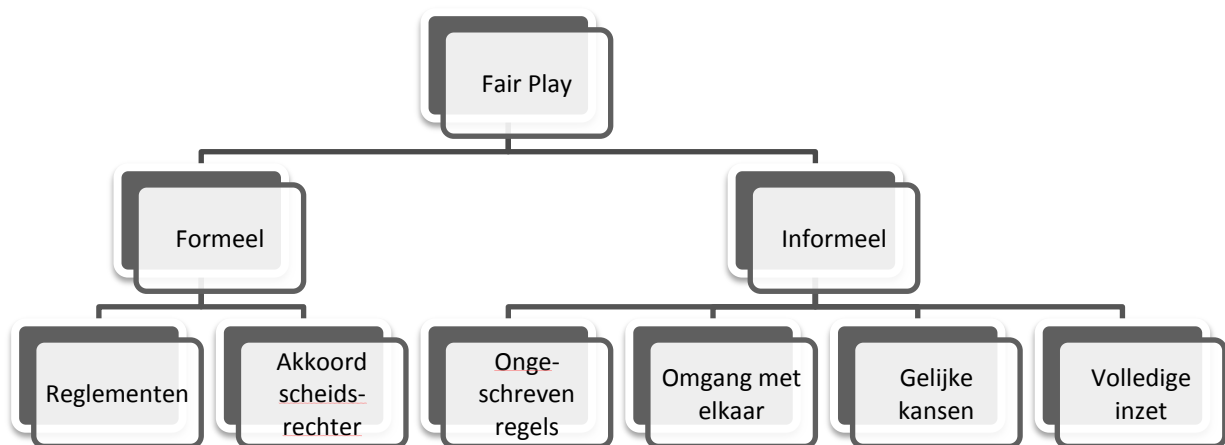 Fair Play
Formeel
Informeel
Reglementen
Akkoord
scheids-
rechter
Onge-
schreven
regels
Omgang met
elkaar
Gelijke
kansen
Volledige
inzet